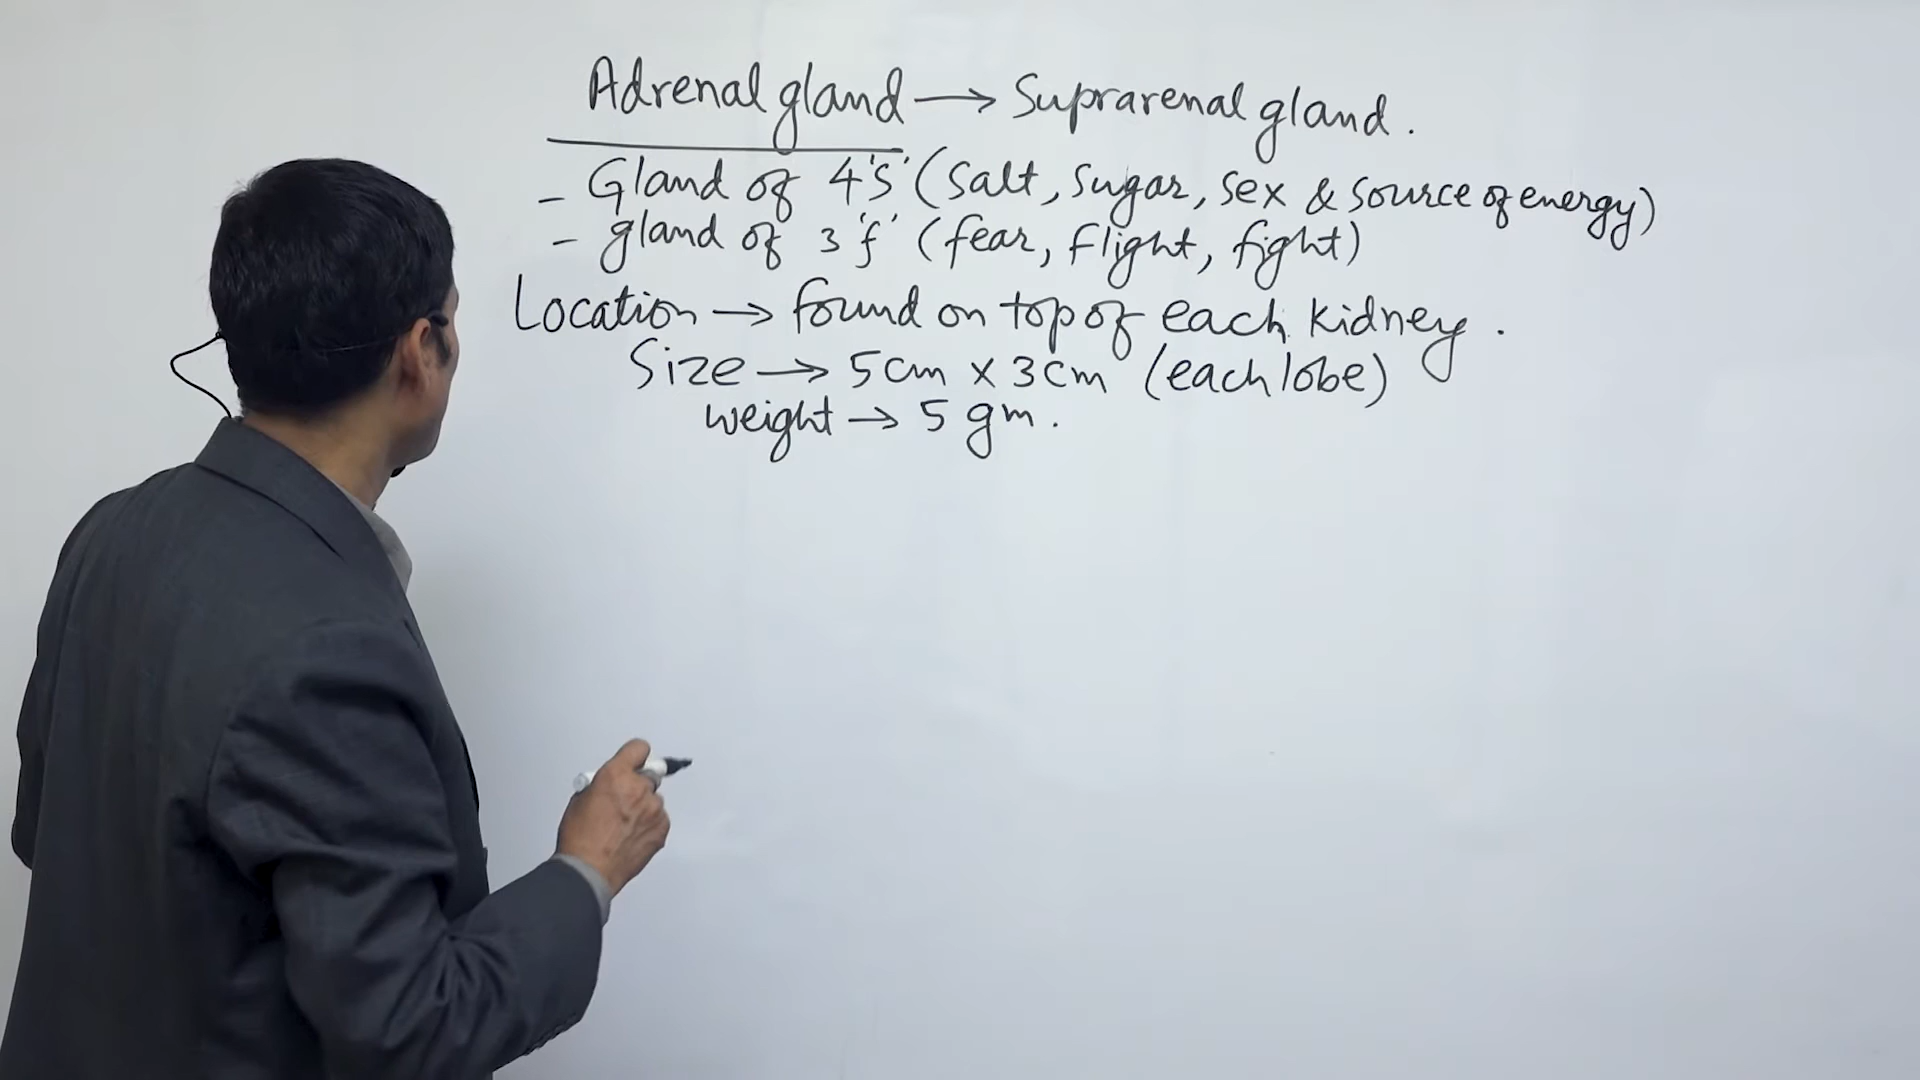 Adrenal gland → Suprarenal gland.
- Gland of 4 's' (Salt, Sugar, Sex & Source of energy)
- gland of 3 'f' (fear, Flight, fight)
Location → found on top of each kidney.
Size → 5cm x 3cm (each lobe)
weight → 5 gm.